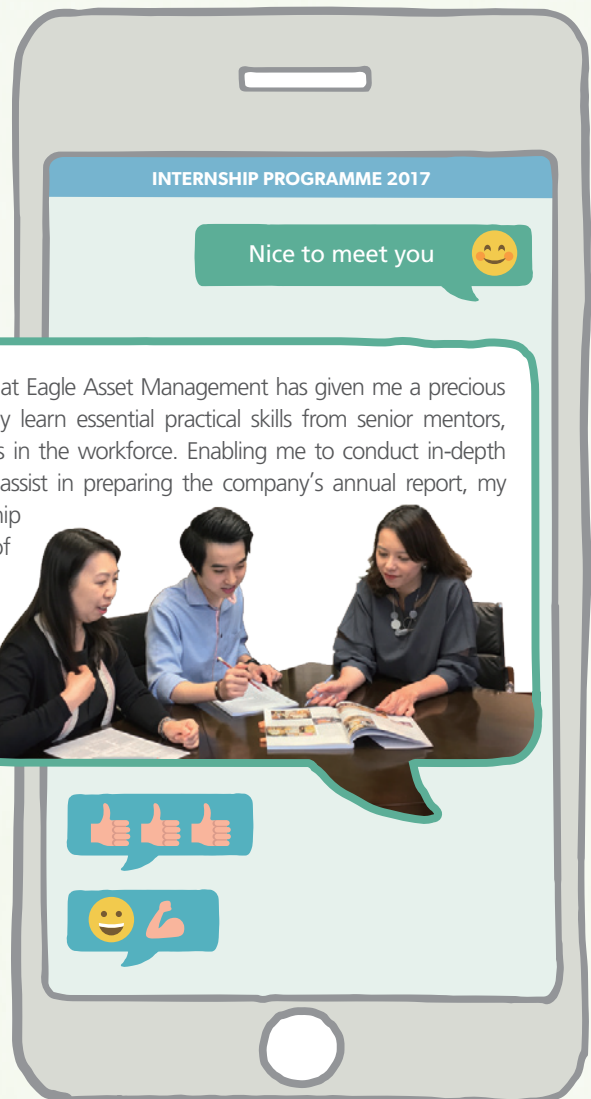 INTERNSHIP PROGRAMME 2017
Nice to meet you
at Eagle Asset Management has given me a precious
learn essential practical skills from senior mentors,
in the workforce. Enabling me to conduct in-depth
assist in preparing the company's annual report, my
of